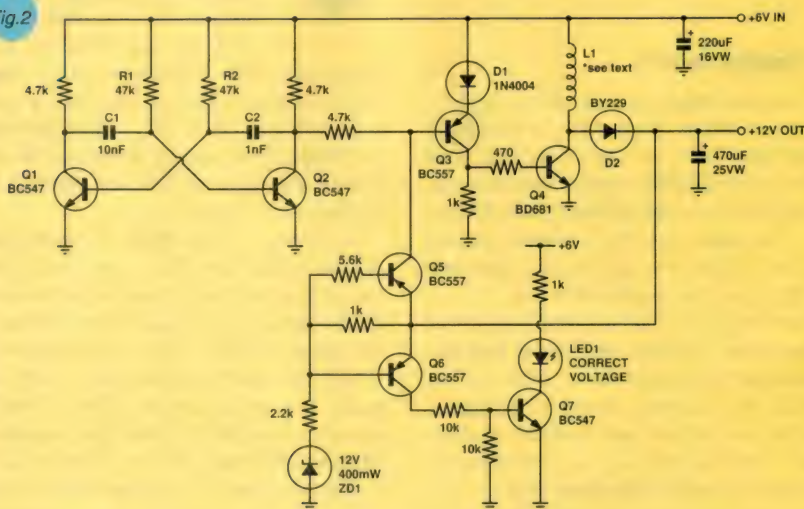 Fig.2
+6V IN
220uF
16VW
L1
*see text
4.7k
R1
47k
R2
47k
4.7k
D1
1N4004
BY229
+12V OUT
C1
10nF
C2
1nF
4.7k
Q3
BC557
470
D2
470uF
25VW
Q1
BC547
Q2
BC547
1k
Q4
BD681
+6V
5.6k
Q5
BC557
1k
1k
LED1
CORRECT
VOLTAGE
Q6
BC557
2.2k
10k
Q7
BC547
10k
12V
400mW
ZD1